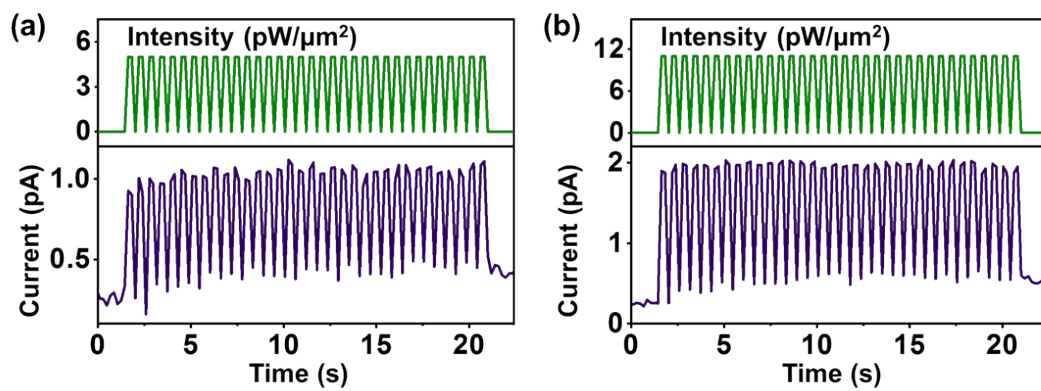 (a)
Intensity (pW/µm²)
6
3
0
1.0
0.5
Current (pA)
0 5 10 15 20
Time (s)
(b)
Intensity (pW/µm²)
12
6
0
2
1
0
Current (pA)
0 5 10 15 20
Time (s)